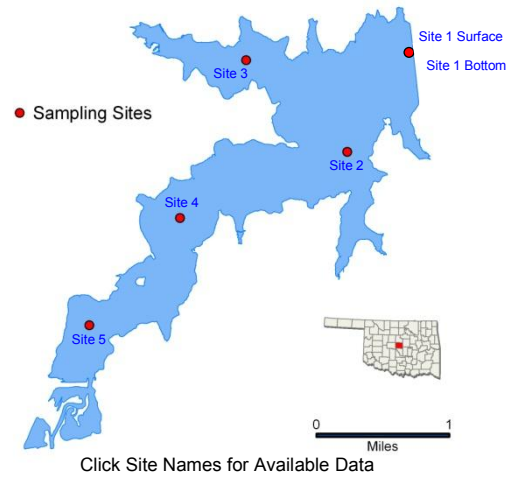 Site 1 Surface
Site 1 Bottom
Site 3
Sampling Sites
Site 2
Site 4
Site 5
0 1
Miles
Click Site Names for Available Data